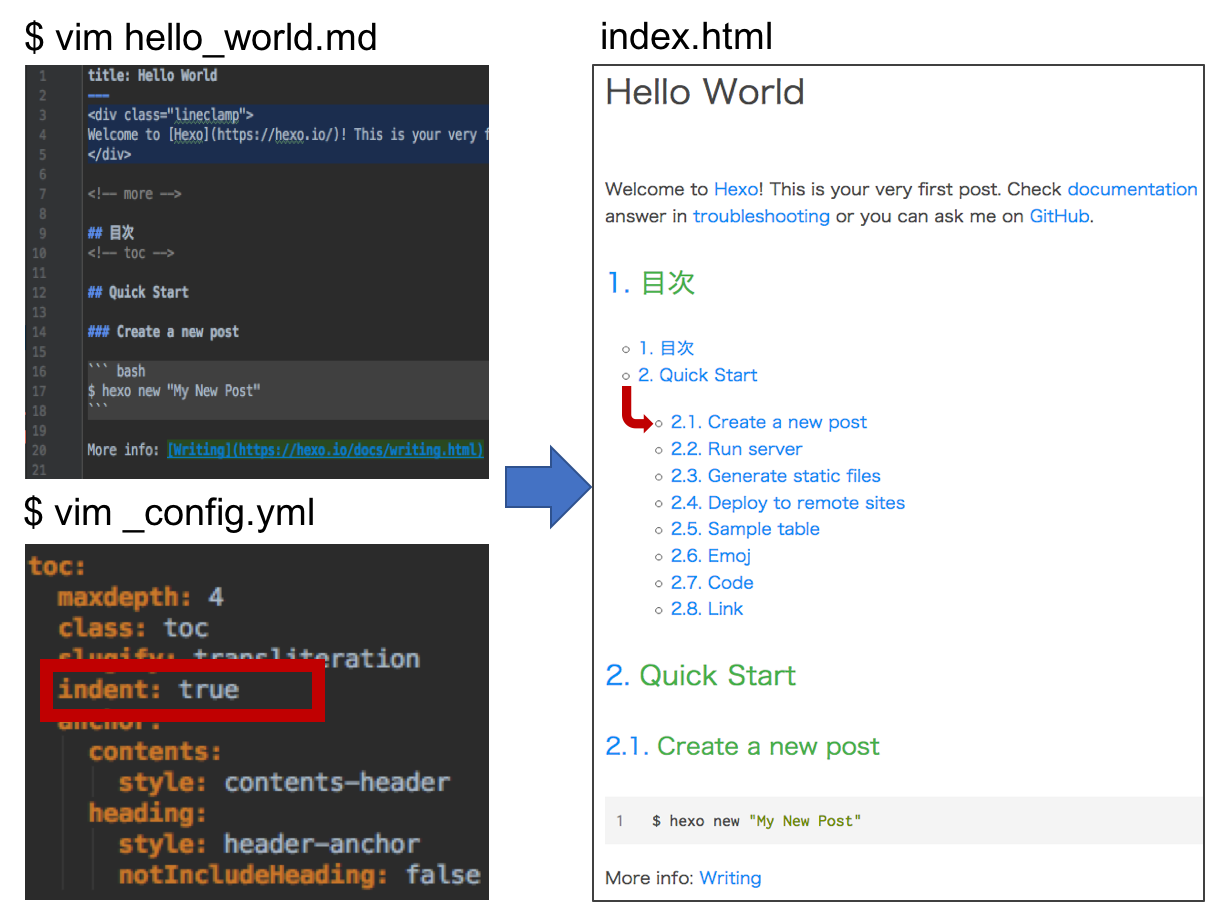 $ vim hello_world.md
1 title: Hello World
2 ---
3 <div class="lineclamp">
4 Welcome to [Hexo](https://hexo.io/)! This is your very f
5 </div>
6
7 <!-- more -->
8
9 ## 目次
10 <!-- toc -->
11
12 ## Quick Start
13
14 ### Create a new post
15
16 ``` bash
17 $ hexo new "My New Post"
18 ```
19
20 More info: [Writing](https://hexo.io/docs/writing.html)
21
$ vim _config.yml
toc:
maxdepth: 4
class: toc
slugify: transliteration
indent: true
anchor:
contents:
style: contents-header
heading:
style: header-anchor
notIncludeHeading: false
index.html
Hello World
Welcome to Hexo! This is your very first post. Check documentation
answer in troubleshooting or you can ask me on GitHub.
1. 目次
1. 目次
2. Quick Start
2.1. Create a new post
2.2. Run server
2.3. Generate static files
2.4. Deploy to remote sites
2.5. Sample table
2.6. Emoj
2.7. Code
2.8. Link
2. Quick Start
2.1. Create a new post
1 $ hexo new "My New Post"
More info: Writing